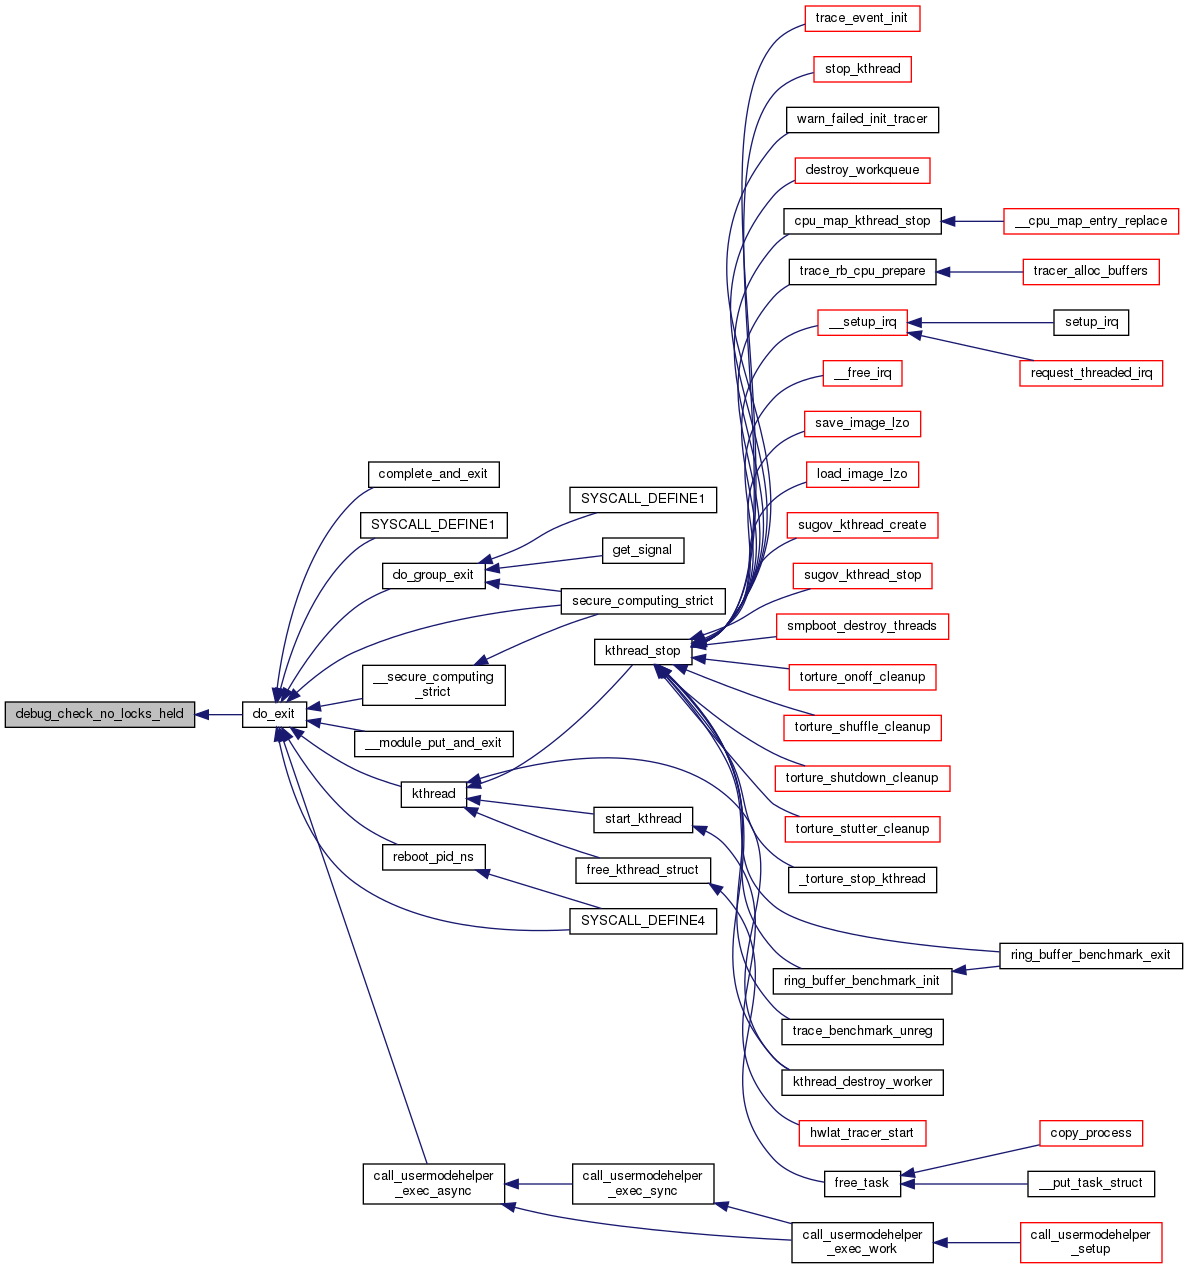 trace_event_init
stop_kthread
warn_failed_init_tracer
destroy_workqueue
cpu_map_kthread_stop
__cpu_map_entry_replace
trace_rb_cpu_prepare
tracer_alloc_buffers
__setup_irq
setup_irq
request_threaded_irq
__free_irq
save_image_lzo
load_image_lzo
complete_and_exit
SYSCALL_DEFINE1
SYSCALL_DEFINE1
sugov_kthread_create
get_signal
do_group_exit
sugov_kthread_stop
secure_computing_strict
smpboot_destroy_threads
kthread_stop
__secure_computing
_strict
torture_onoff_cleanup
debug_check_no_locks_held
do_exit
torture_shuffle_cleanup
__module_put_and_exit
torture_shutdown_cleanup
kthread
start_kthread
torture_stutter_cleanup
reboot_pid_ns
free_kthread_struct
_torture_stop_kthread
SYSCALL_DEFINE4
ring_buffer_benchmark_exit
ring_buffer_benchmark_init
trace_benchmark_unreg
kthread_destroy_worker
hwlat_tracer_start
copy_process
call_usermodehelper
_exec_async
call_usermodehelper
_exec_sync
free_task
__put_task_struct
call_usermodehelper
_exec_work
call_usermodehelper
_setup